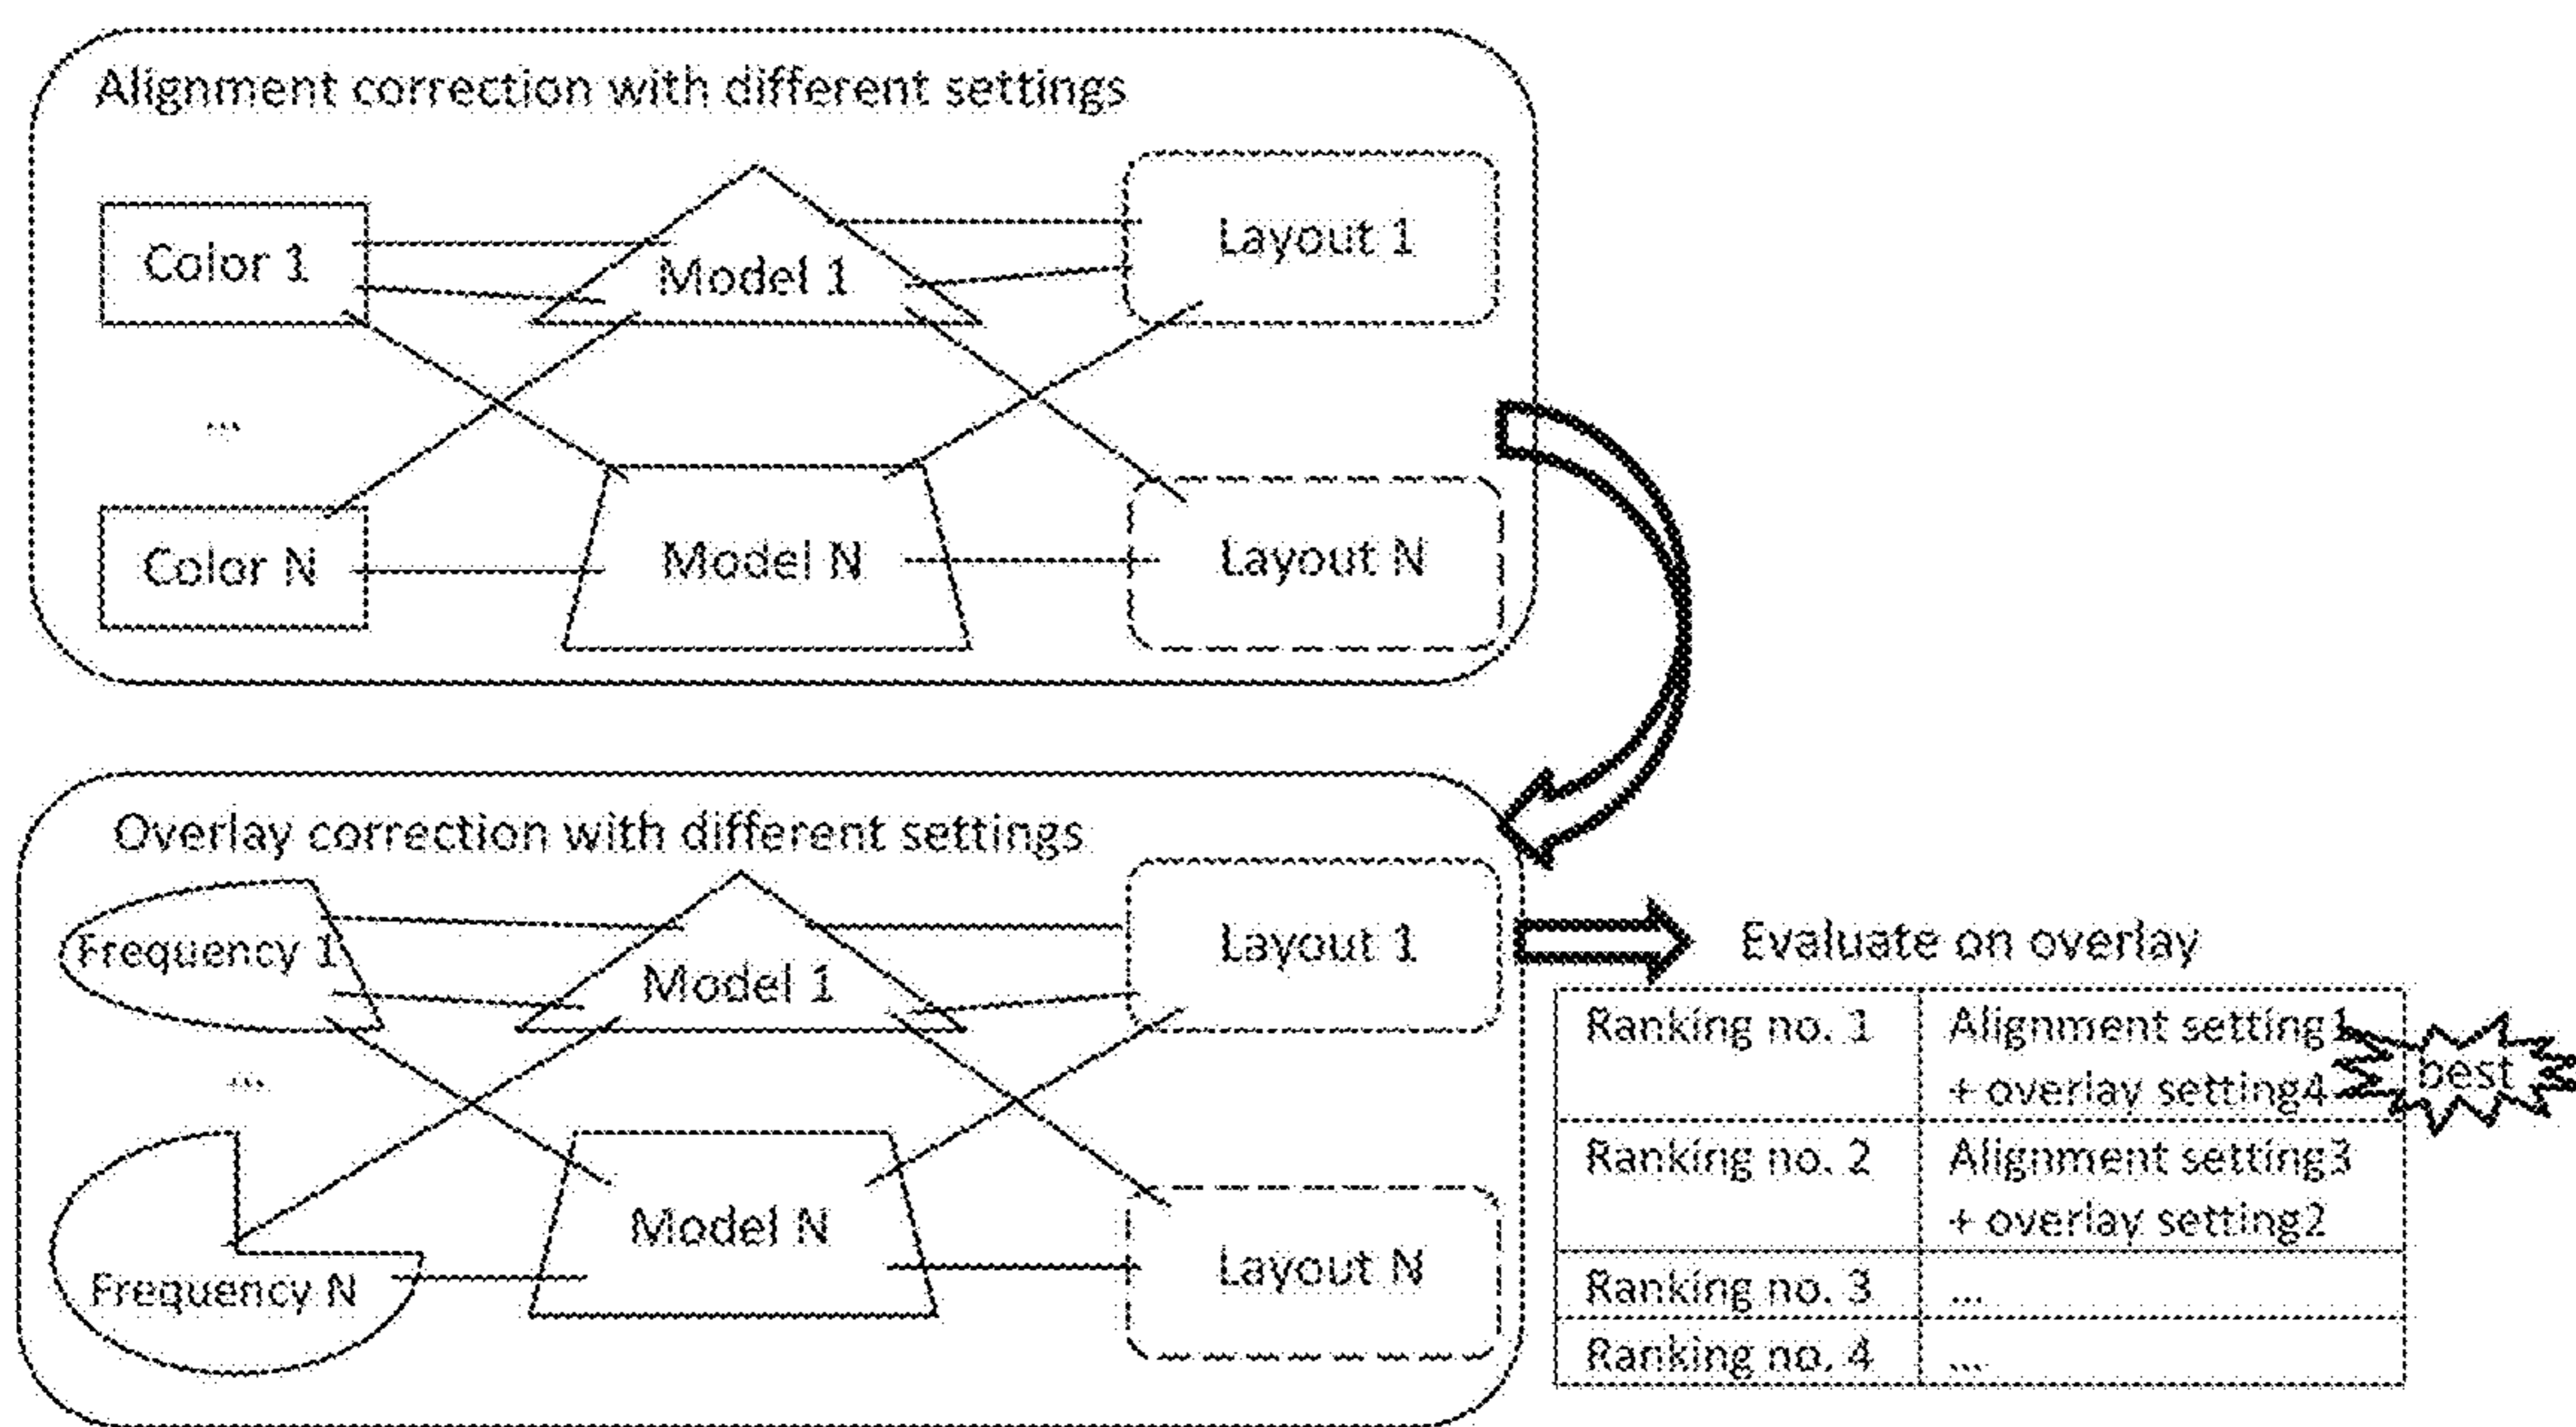 Alignment correction with different settings
Color 1
Model 1
Layout 1
...
Color N
Model N
Layout N
Overlay correction with different settings
Frequency 1
Model 1
Layout 1
...
Frequency N
Model N
Layout N
Evaluate on overlay
Ranking no. 1
Alignment setting1
+ overlay setting4
best
Ranking no. 2
Alignment setting3
+ overlay setting2
Ranking no. 3
...
Ranking no. 4
...